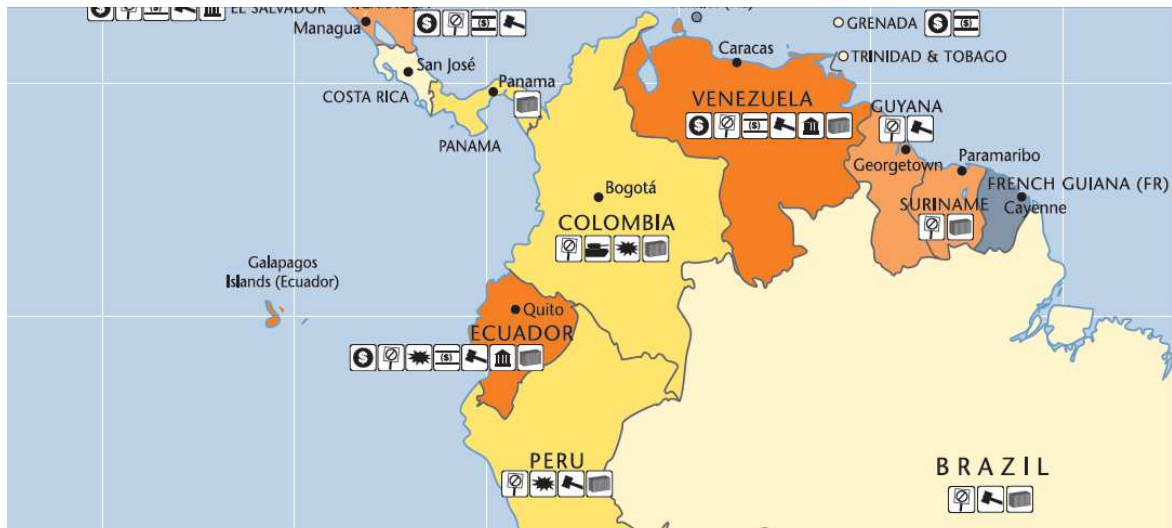 EL SALVADOR
Managua
GRENADA
San José
Caracas
TRINIDAD & TOBAGO
COSTA RICA
Panama
VENEZUELA
GUYANA
PANAMA
Georgetown
Paramaribo
Bogotá
FRENCH GUIANA (FR)
SURINAME
Cayenne
COLOMBIA
Galapagos
Islands (Ecuador)
Quito
ECUADOR
PERU
BRAZIL